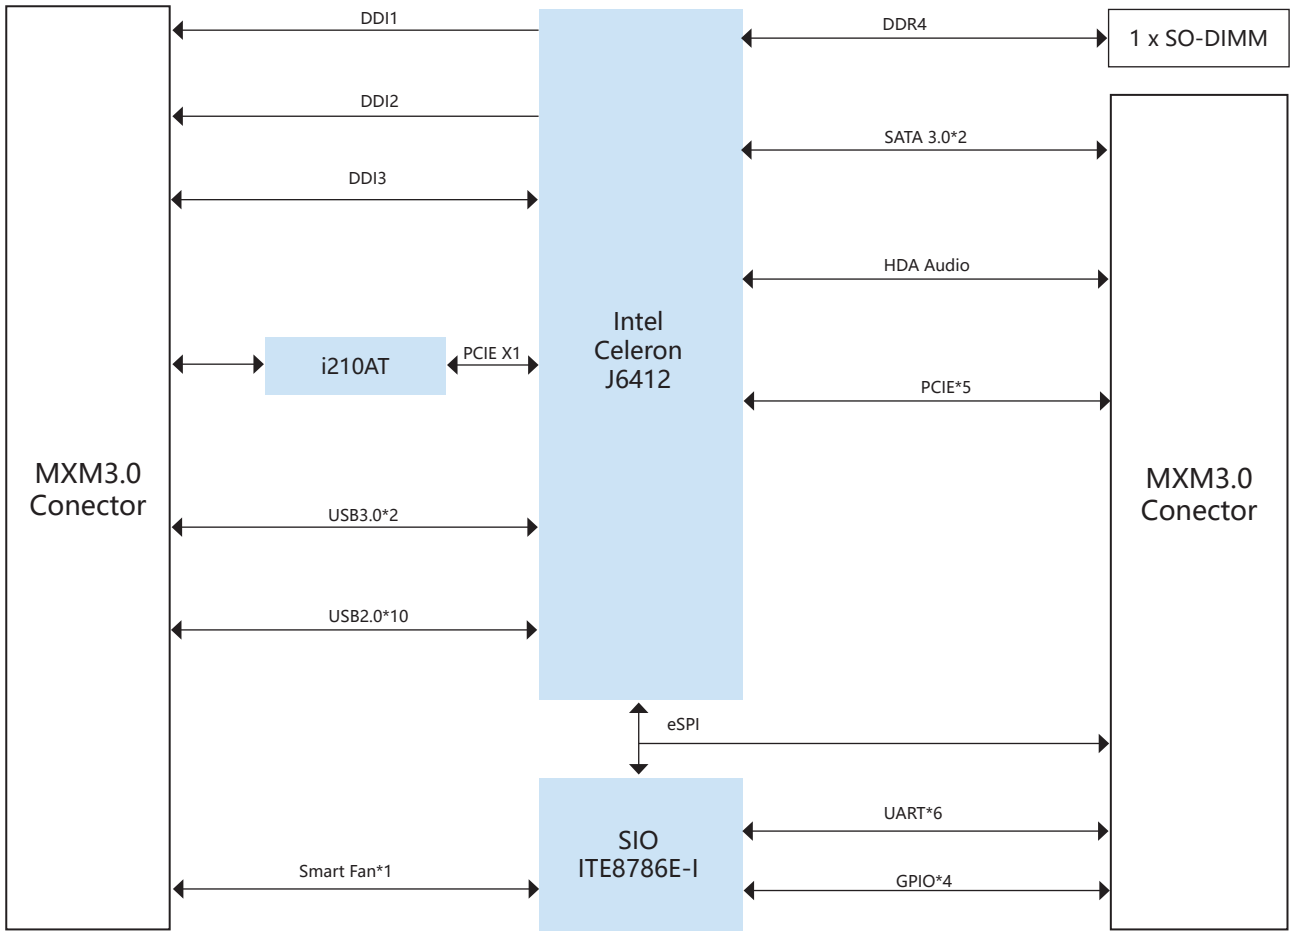 DDI1
DDR4
1 x SO-DIMM
DDI2
SATA 3.0*2
DDI3
HDA Audio
Intel
Celeron
J6412
i210AT
PCIE X1
PCIE*5
MXM3.0
Conector
MXM3.0
Conector
USB3.0*2
USB2.0*10
eSPI
UART*6
SIO
ITE8786E-I
Smart Fan*1
GPIO*4